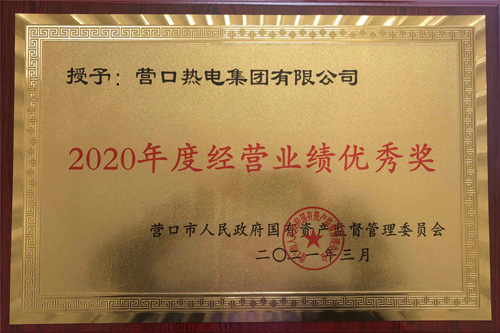 授予：营口热电集团有限公司
2020年度经营业绩优秀奖
营口市人民政府国有资产监督管理委员会
二〇二一年三月